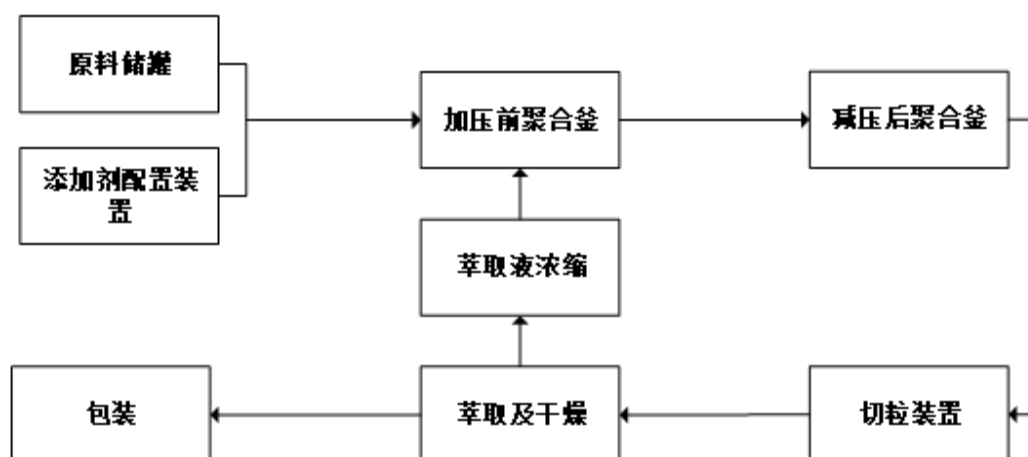 原料储罐
加压前聚合釜
减压后聚合釜
添加剂配置装
置
萃取液浓缩
包装
萃取及干燥
切粒装置